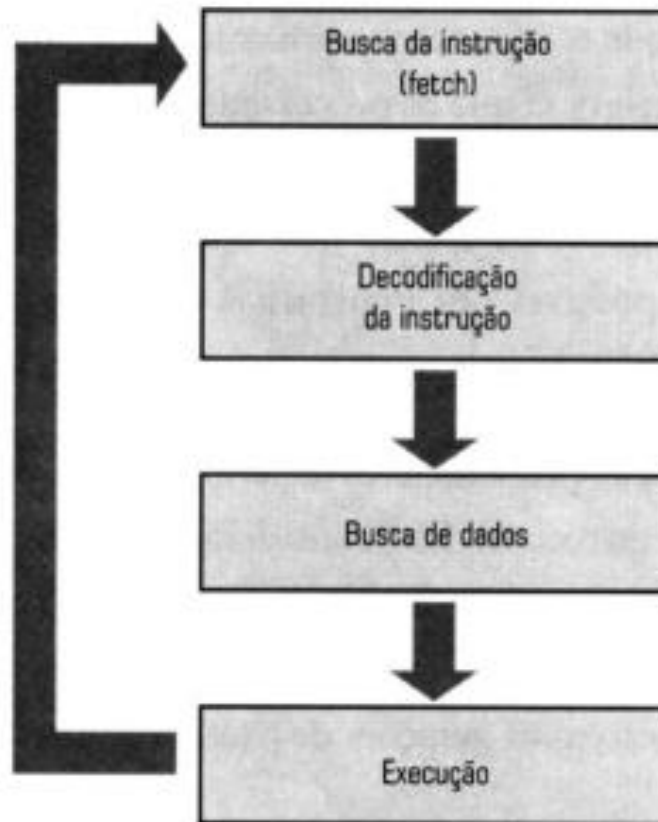 Busca da instrução
(fetch)
Decodificação
da instrução
Busca de dados
Execução